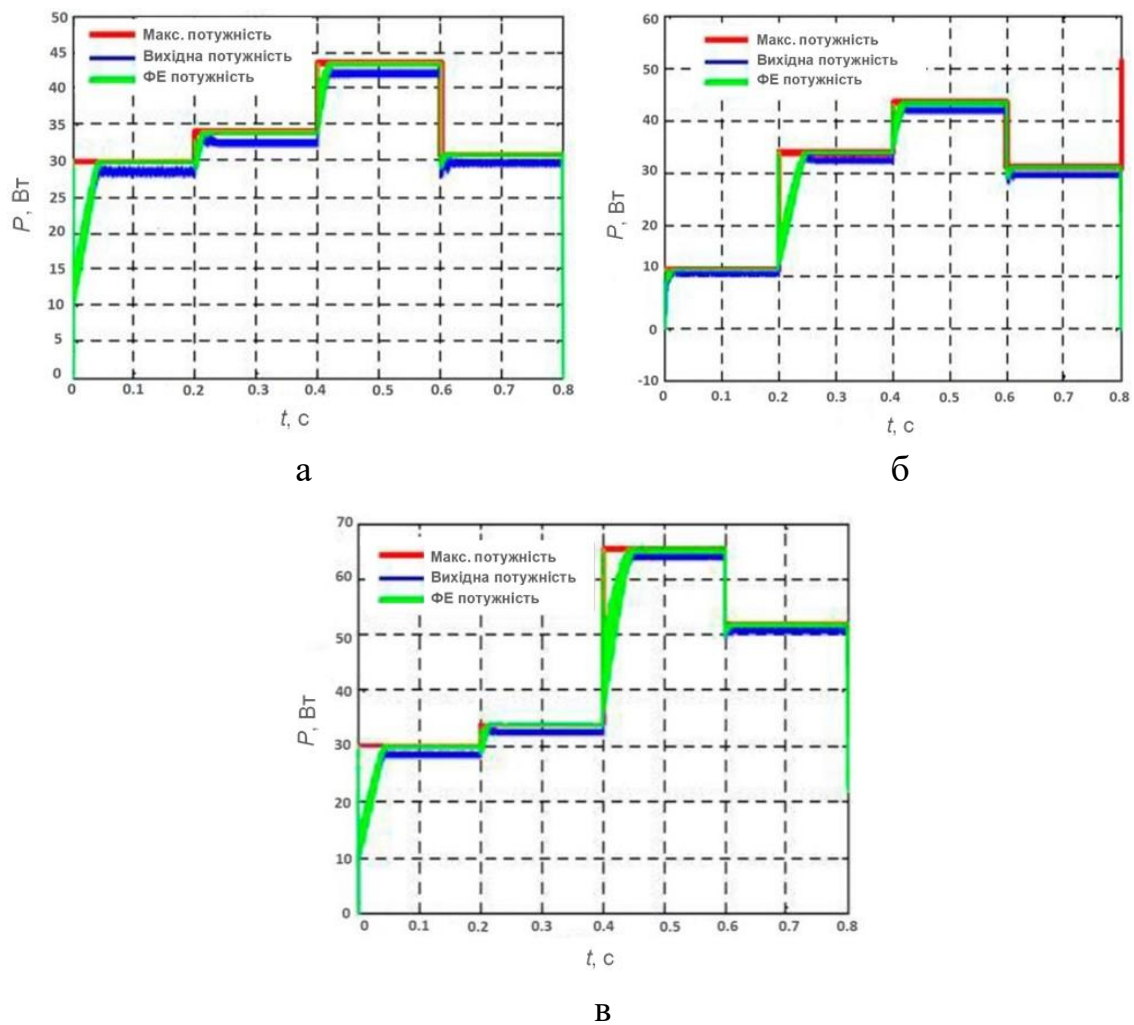 50
45
40
35
30
25
20
15
10
5
0
P, Вт
Макс. потужність
Вихідна потужність
ФЕ потужність
0 0.1 0.2 0.3 0.4 0.5 0.6 0.7 0.8
t, с
а
60
50
40
30
20
10
0
-10
P, Вт
Макс. потужність
Вихідна потужність
ФЕ потужність
0 0.1 0.2 0.3 0.4 0.5 0.6 0.7 0.8
t, с
б
70
60
50
40
30
20
10
0
P, Вт
Макс. потужність
Вихідна потужність
ФЕ потужність
0 0.1 0.2 0.3 0.4 0.5 0.6 0.7 0.8
t, с
в